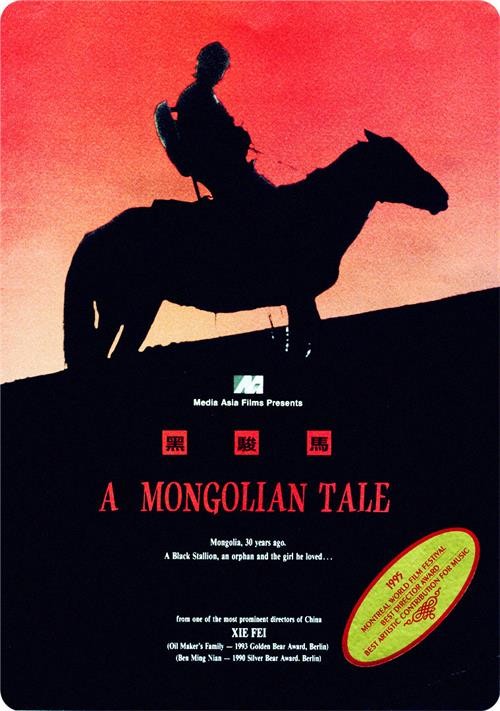 Media Asia Films Presents
黑 駿 馬
A MONGOLIAN TALE
Mongolia, 30 years ago.
A Black Stallion, an orphan and the girl he loved...
1995
MONTREAL WORLD FILM FESTIVAL
BEST DIRECTOR AWARD
BEST ARTISTIC CONTRIBUTION FOR MUSIC
from one of the most prominent directors of China
XIE FEI
(Oil Maker's Family — 1993 Golden Bear Award, Berlin)
(Ben Ming Nian — 1990 Silver Bear Award. Berlin)